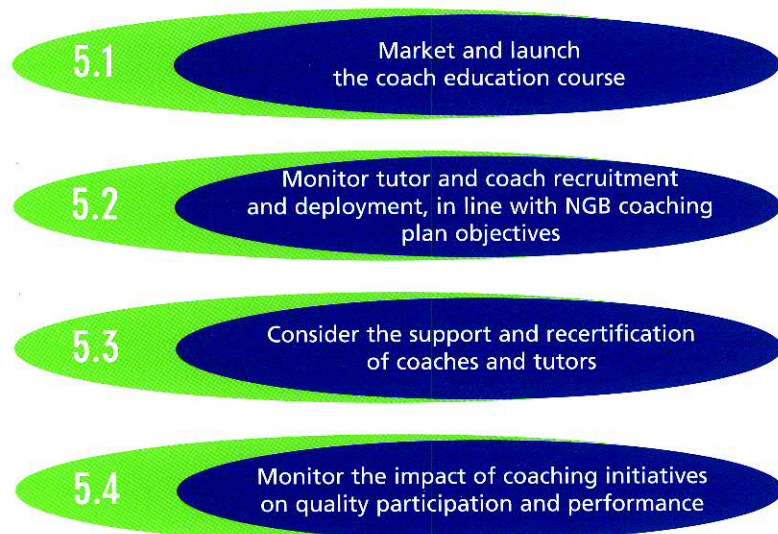 5.1
Market and launch
the coach education course
5.2
Monitor tutor and coach recruitment
and deployment, in line with NGB coaching
plan objectives
5.3
Consider the support and recertification
of coaches and tutors
5.4
Monitor the impact of coaching initiatives
on quality participation and performance